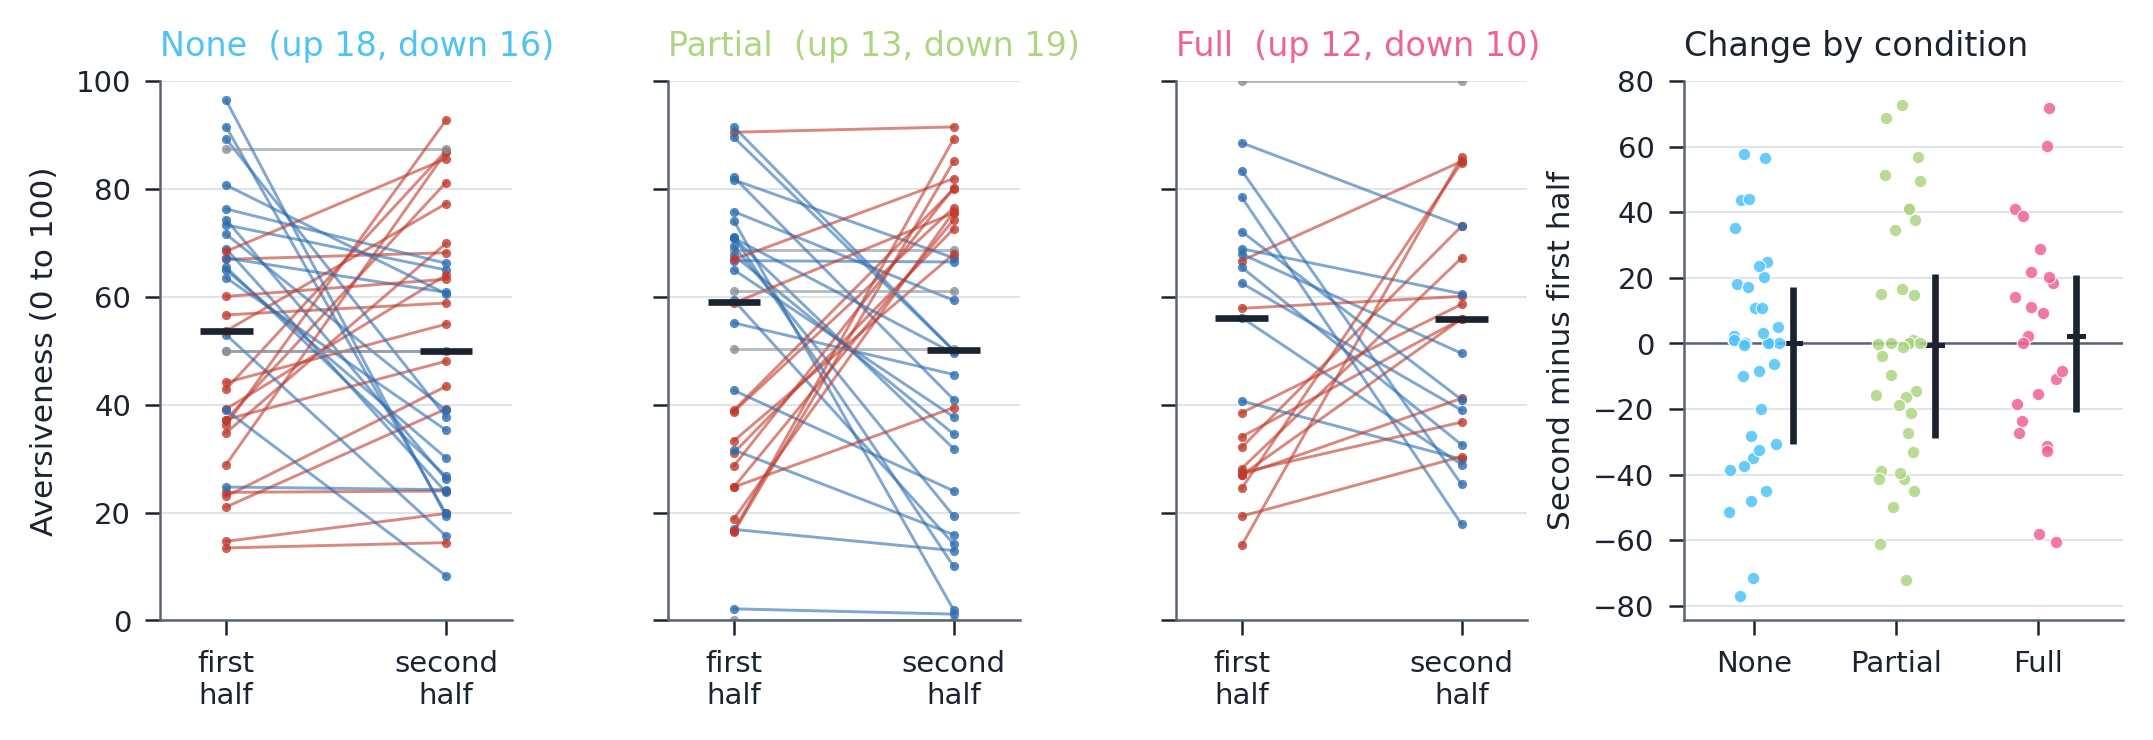 None  (up 18, down 16)
Partial  (up 13, down 19)
Full  (up 12, down 10)
Change by condition
Aversiveness (0 to 100)
100
80
60
40
20
0
first
half
second
half
first
half
second
half
first
half
second
half
Second minus first half
80
60
40
20
0
−20
−40
−60
−80
None
Partial
Full